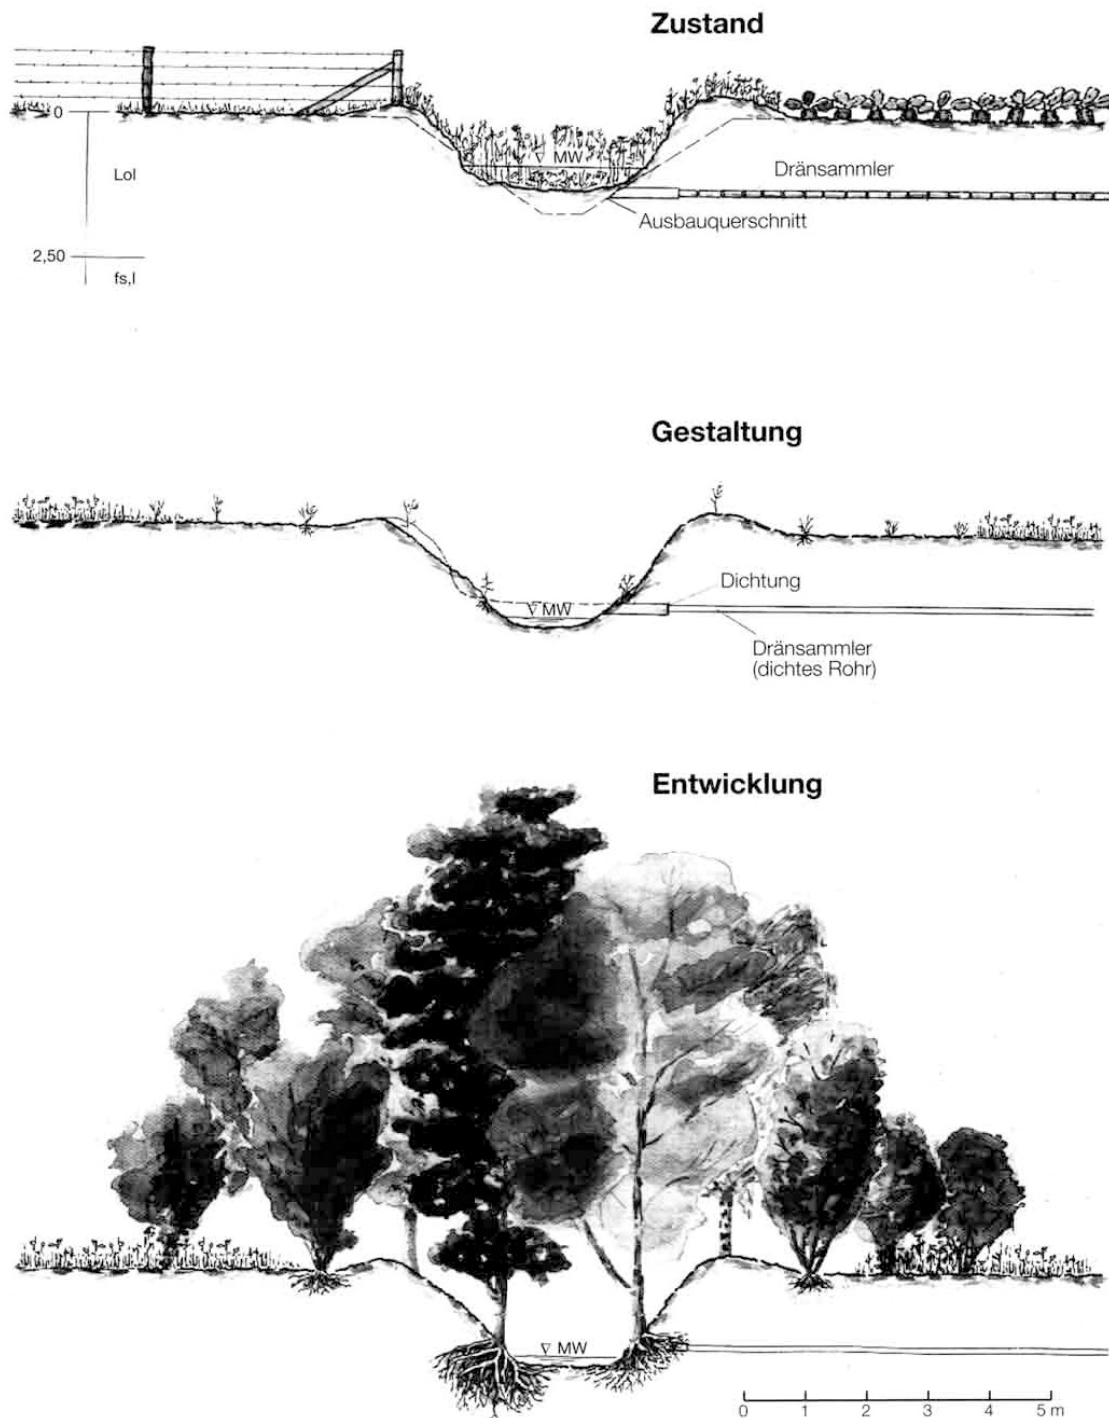 Zustand
0
MW
Lol
Dränsammler
Ausbauquerschnitt
2,50
fs,l
Gestaltung
Dichtung
MW
Dränsammler
(dichtes Rohr)
Entwicklung
MW
0 1 2 3 4 5 m